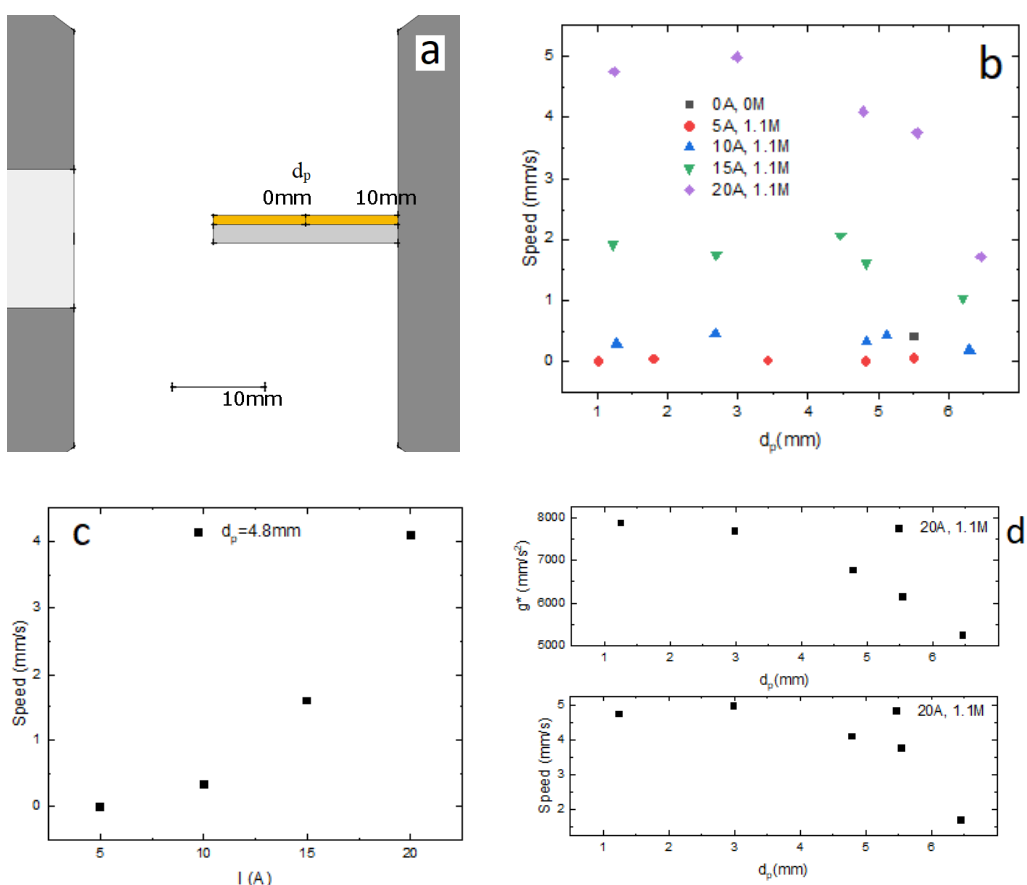 a
dp
0mm 10mm
10mm
b
0A, 0M
5A, 1.1M
10A, 1.1M
15A, 1.1M
20A, 1.1M
Speed (mm/s)
5
4
3
2
1
0
1 2 3 4 5 6
dp(mm)
c
dp=4.8mm
Speed (mm/s)
4
2
1
0
5 10 15 20
I (A)
d
20A, 1.1M
g* (mm/s2)
8000
7000
6000
5000
1 2 3 4 5 6
dp(mm)
20A, 1.1M
Speed (mm/s)
5
4
3
2
1 2 3 4 5 6
dp(mm)